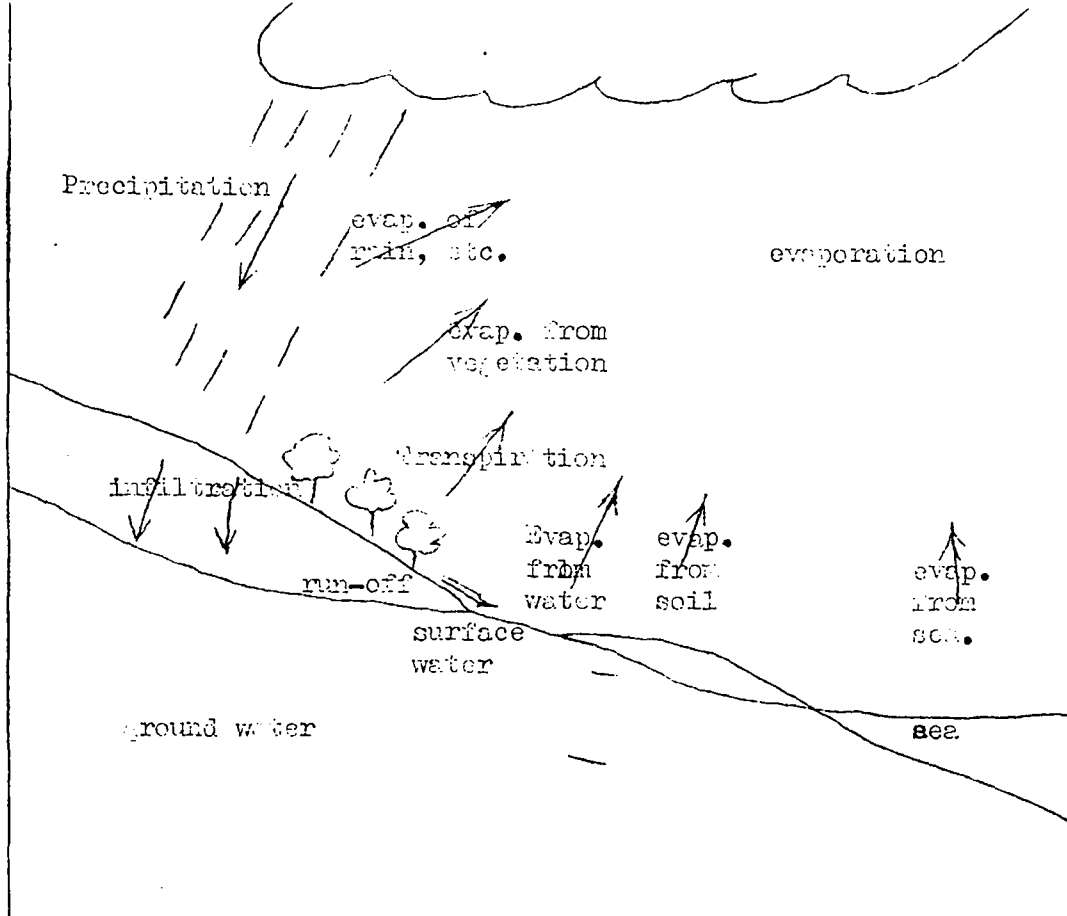 Precipitation
evap. of
rain, etc.
evaporation
evap. from
vegetation
transpiration
infiltration
Evap.
from
water
evap.
from
soil
evap.
from
sea.
run-off
surface
water
ground water
sea